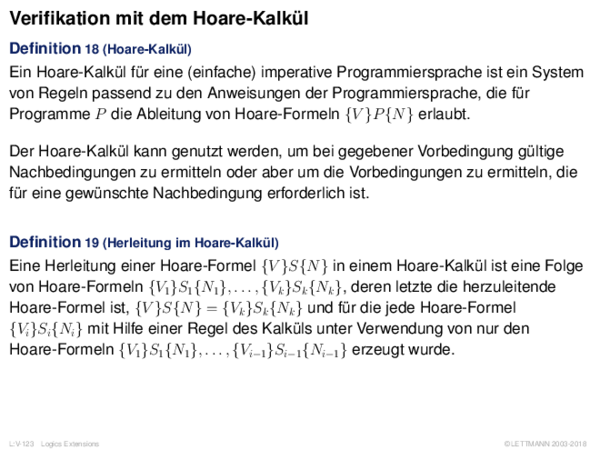 Verifikation mit dem Hoare-Kalkül
Definition 18 (Hoare-Kalkül)
Ein Hoare-Kalkül für eine (einfache) imperative Programmiersprache ist ein System
von Regeln passend zu den Anweisungen der Programmiersprache, die für
Programme P die Ableitung von Hoare-Formeln {V}P{N} erlaubt.
Der Hoare-Kalkül kann genutzt werden, um bei gegebener Vorbedingung gültige
Nachbedingungen zu ermitteln oder aber um die Vorbedingungen zu ermitteln, die
für eine gewünschte Nachbedingung erforderlich ist.
Definition 19 (Herleitung im Hoare-Kalkül)
Eine Herleitung einer Hoare-Formel {V}S{N} in einem Hoare-Kalkül ist eine Folge
von Hoare-Formeln {V₁}S₁{N₁}, . . . , {Vₖ}Sₖ{Nₖ}, deren letzte die herzuleitende
Hoare-Formel ist, {V}S{N} = {Vₖ}Sₖ{Nₖ} und für die jede Hoare-Formel
{Vᵢ}Sᵢ{Nᵢ} mit Hilfe einer Regel des Kalküls unter Verwendung von nur den
Hoare-Formeln {V₁}S₁{N₁}, . . . , {Vᵢ₋₁}Sᵢ₋₁{Nᵢ₋₁} erzeugt wurde.
L:V-123 Logics Extensions
©LETTMANN 2003-2018